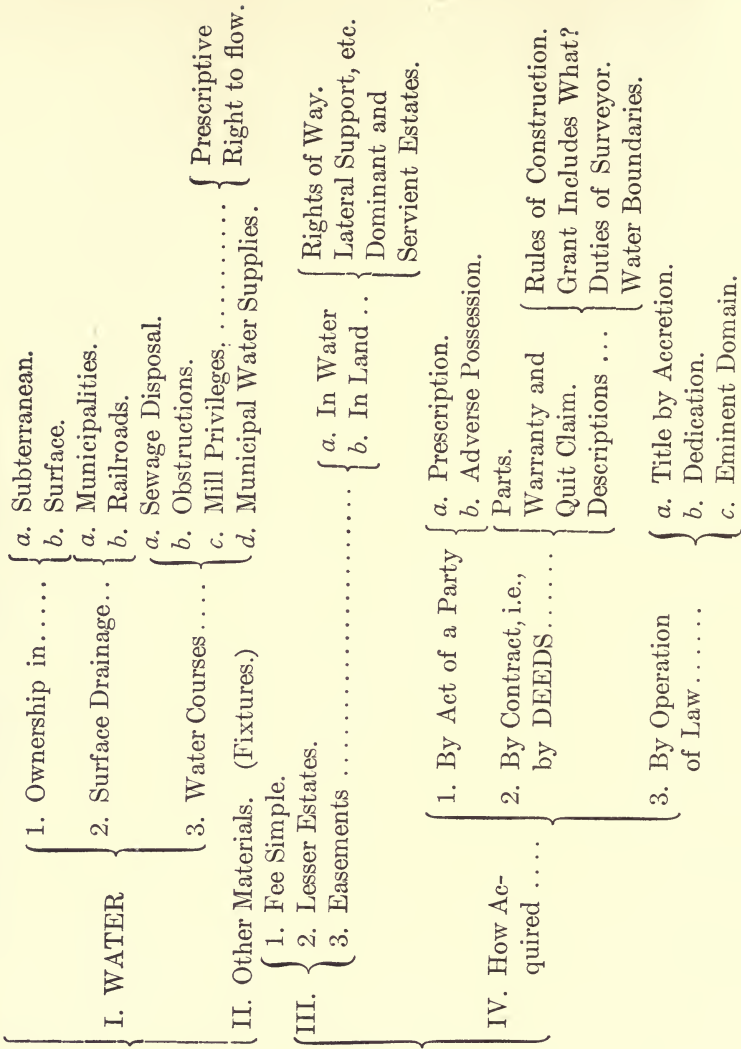 I. WATER
1. Ownership in......
a. Subterranean.
b. Surface.
2. Surface Drainage..
a. Municipalities.
b. Railroads.
3. Water Courses.....
a. Sewage Disposal.
b. Obstructions.
c. Mill Privileges, ..........
Prescriptive
Right to flow.
d. Municipal Water Supplies.
II. Other Materials. (Fixtures.)
III.
1. Fee Simple.
2. Lesser Estates.
3. Easements ..............................
a. In Water
b. In Land ..
Rights of Way.
Lateral Support, etc.
Dominant and
Servient Estates.
IV. How Ac-
quired ....
1. By Act of a Party
a. Prescription.
b. Adverse Possession.
2. By Contract, i.e.,
by DEEDS.......
Parts.
Warranty and
Quit Claim.
Descriptions ...
Rules of Construction.
Grant Includes What?
Duties of Surveyor.
Water Boundaries.
3. By Operation
of Law.......
a. Title by Accretion.
b. Dedication.
c. Eminent Domain.